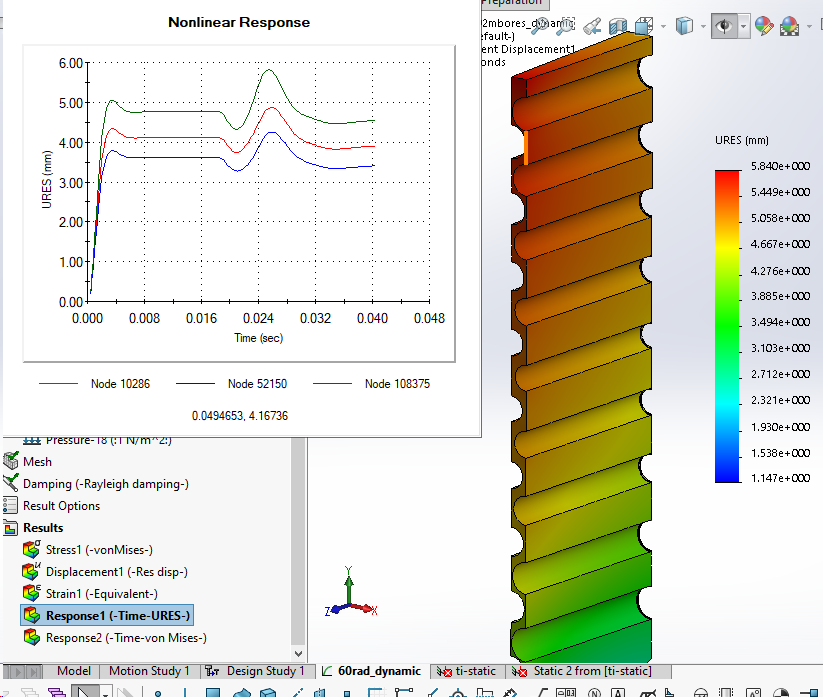 Preparation
Nonlinear Response
02mbores_dynamic
efault-)
ent Displacement1
onds
6.00
5.00
4.00
3.00
2.00
1.00
0.00
URES (mm)
0.000 0.008 0.016 0.024 0.032 0.040 0.048
Time (sec)
Node 10286 Node 52150 Node 108375
0.0494653, 4.16736
URES (mm)
5.840e+000
5.449e+000
5.058e+000
4.667e+000
4.276e+000
3.885e+000
3.494e+000
3.103e+000
2.712e+000
2.321e+000
1.930e+000
1.538e+000
1.147e+000
Pressure-18 (:1 N/m^2:)
Mesh
Damping (-Rayleigh damping-)
Result Options
Results
Stress1 (-vonMises-)
Displacement1 (-Res disp-)
Strain1 (-Equivalent-)
Response1 (-Time-URES-)
Response2 (-Time-von Mises-)
Y
Z X
Model Motion Study 1 Design Study 1 60rad_dynamic ti-static Static 2 from [ti-static]